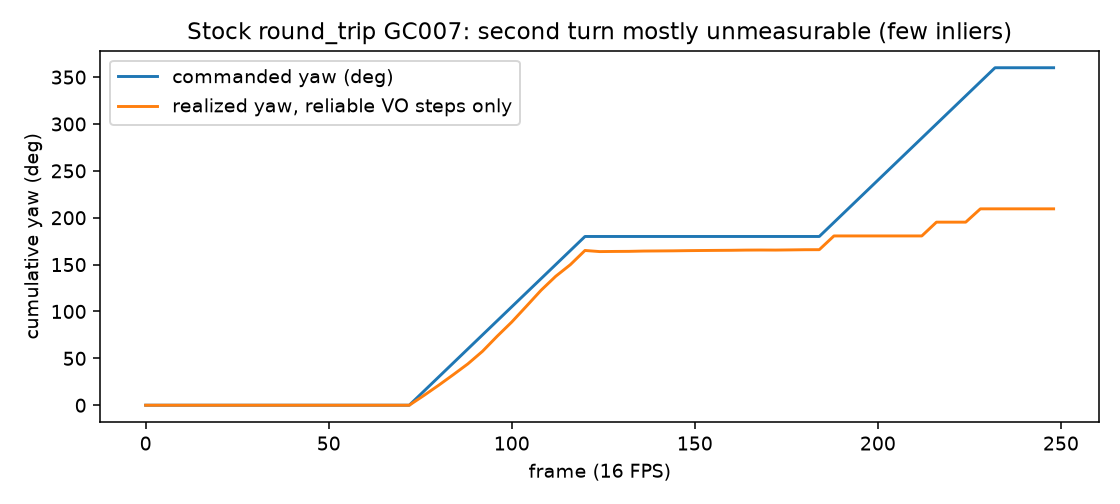 Stock round_trip GC007: second turn mostly unmeasurable (few inliers)
commanded yaw (deg)
realized yaw, reliable VO steps only
cumulative yaw (deg)
350
300
250
200
150
100
50
0
0 50 100 150 200 250
frame (16 FPS)